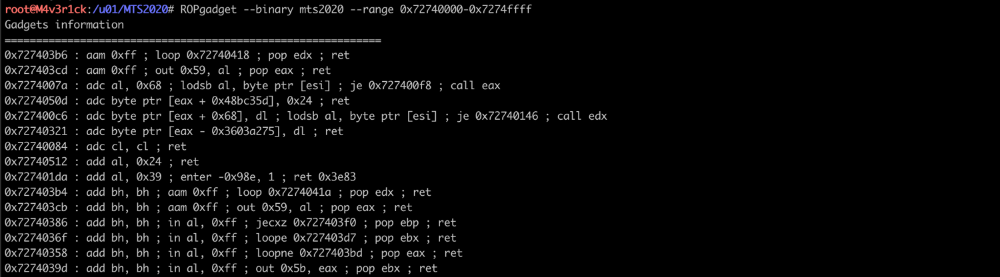 root@M4v3r1ck:/u01/MTS2020# ROPgadget --binary mts2020 --range 0x72740000-0x7274ffff
Gadgets information
============================================================
0x727403b6 : aam 0xff ; loop 0x72740418 ; pop edx ; ret
0x727403cd : aam 0xff ; out 0x59, al ; pop eax ; ret
0x7274007a : adc al, 0x68 ; lodsb al, byte ptr [esi] ; je 0x727400f8 ; call eax
0x7274050d : adc byte ptr [eax + 0x48bc35d], 0x24 ; ret
0x727400c6 : adc byte ptr [eax + 0x68], dl ; lodsb al, byte ptr [esi] ; je 0x72740146 ; call edx
0x72740321 : adc byte ptr [eax - 0x3603a275], dl ; ret
0x72740084 : adc cl, cl ; ret
0x72740512 : add al, 0x24 ; ret
0x727401da : add al, 0x39 ; enter -0x98e, 1 ; ret 0x3e83
0x727403b4 : add bh, bh ; aam 0xff ; loop 0x7274041a ; pop edx ; ret
0x727403cb : add bh, bh ; aam 0xff ; out 0x59, al ; pop eax ; ret
0x72740386 : add bh, bh ; in al, 0xff ; jecxz 0x727403f0 ; pop ebp ; ret
0x7274036f : add bh, bh ; in al, 0xff ; loope 0x727403d7 ; pop ebx ; ret
0x72740358 : add bh, bh ; in al, 0xff ; loopne 0x727403bd ; pop eax ; ret
0x7274039d : add bh, bh ; in al, 0xff ; out 0x5b, eax ; pop ebx ; ret